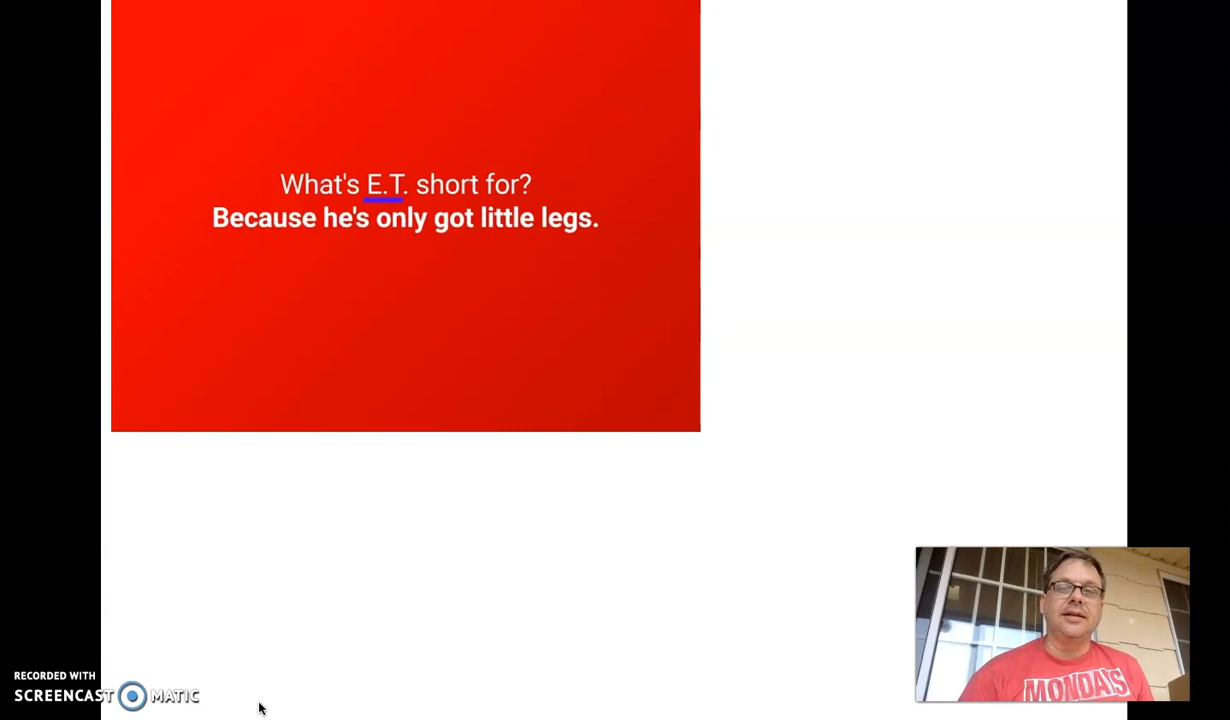 What's E.T. short for?
Because he's only got little legs.
MONDAYS
RECORDED WITH
SCREENCAST MATIC